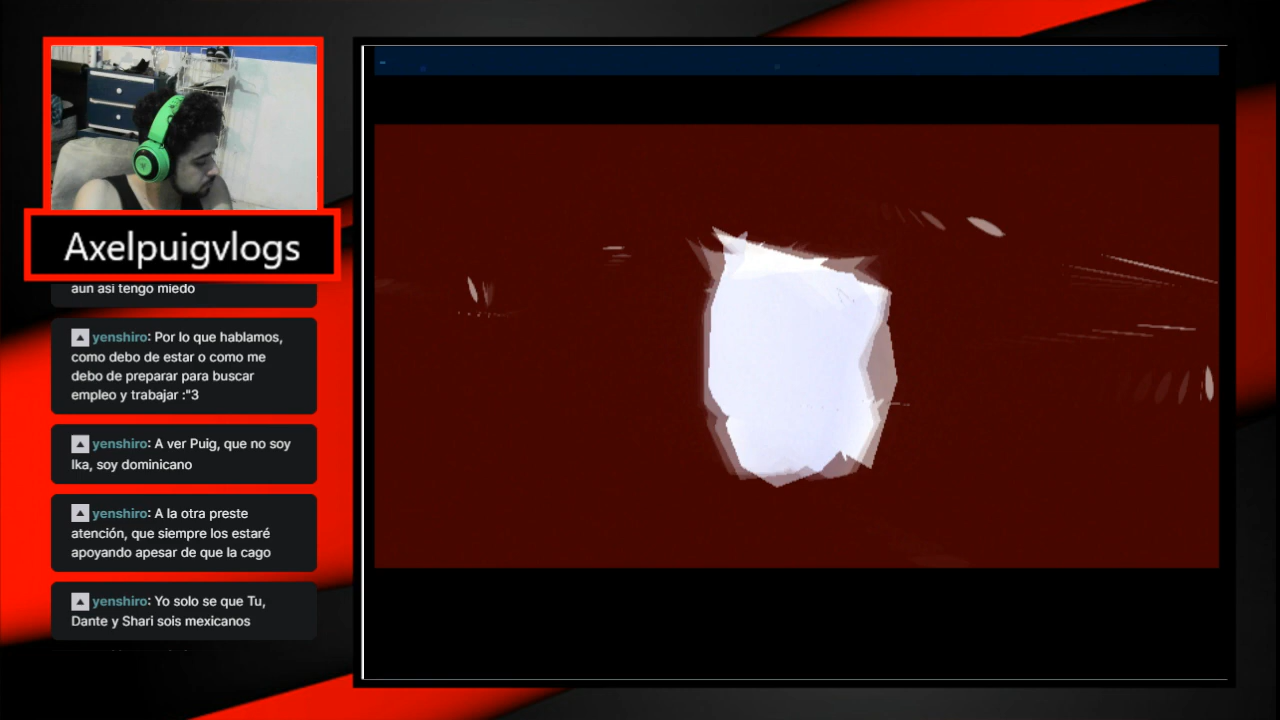 Axelpuigvlogs
aun asi tengo miedo
yenshiro: Por lo que hablamos,
como debo de estar o como me
debo de preparar para buscar
empleo y trabajar :"3
yenshiro: A ver Puig, que no soy
Ika, soy dominicano
yenshiro: A la otra preste
atención, que siempre los estaré
apoyando apesar de que la cago
yenshiro: Yo solo se que Tu,
Dante y Shari sois mexicanos